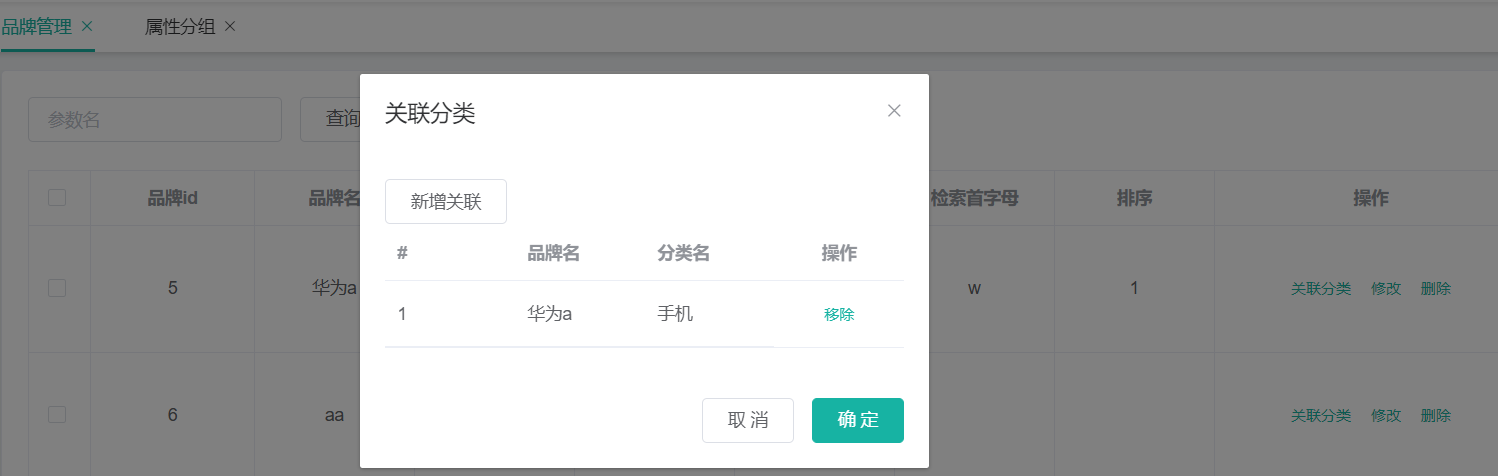 品牌管理 属性分组
关联分类
参数名 查询
新增关联
品牌id 品牌名 检索首字母 排序 操作
# 品牌名 分类名 操作
5 华为a w 1 关联分类 修改 删除
1 华为a 手机 移除
6 aa 关联分类 修改 删除
取消 确定